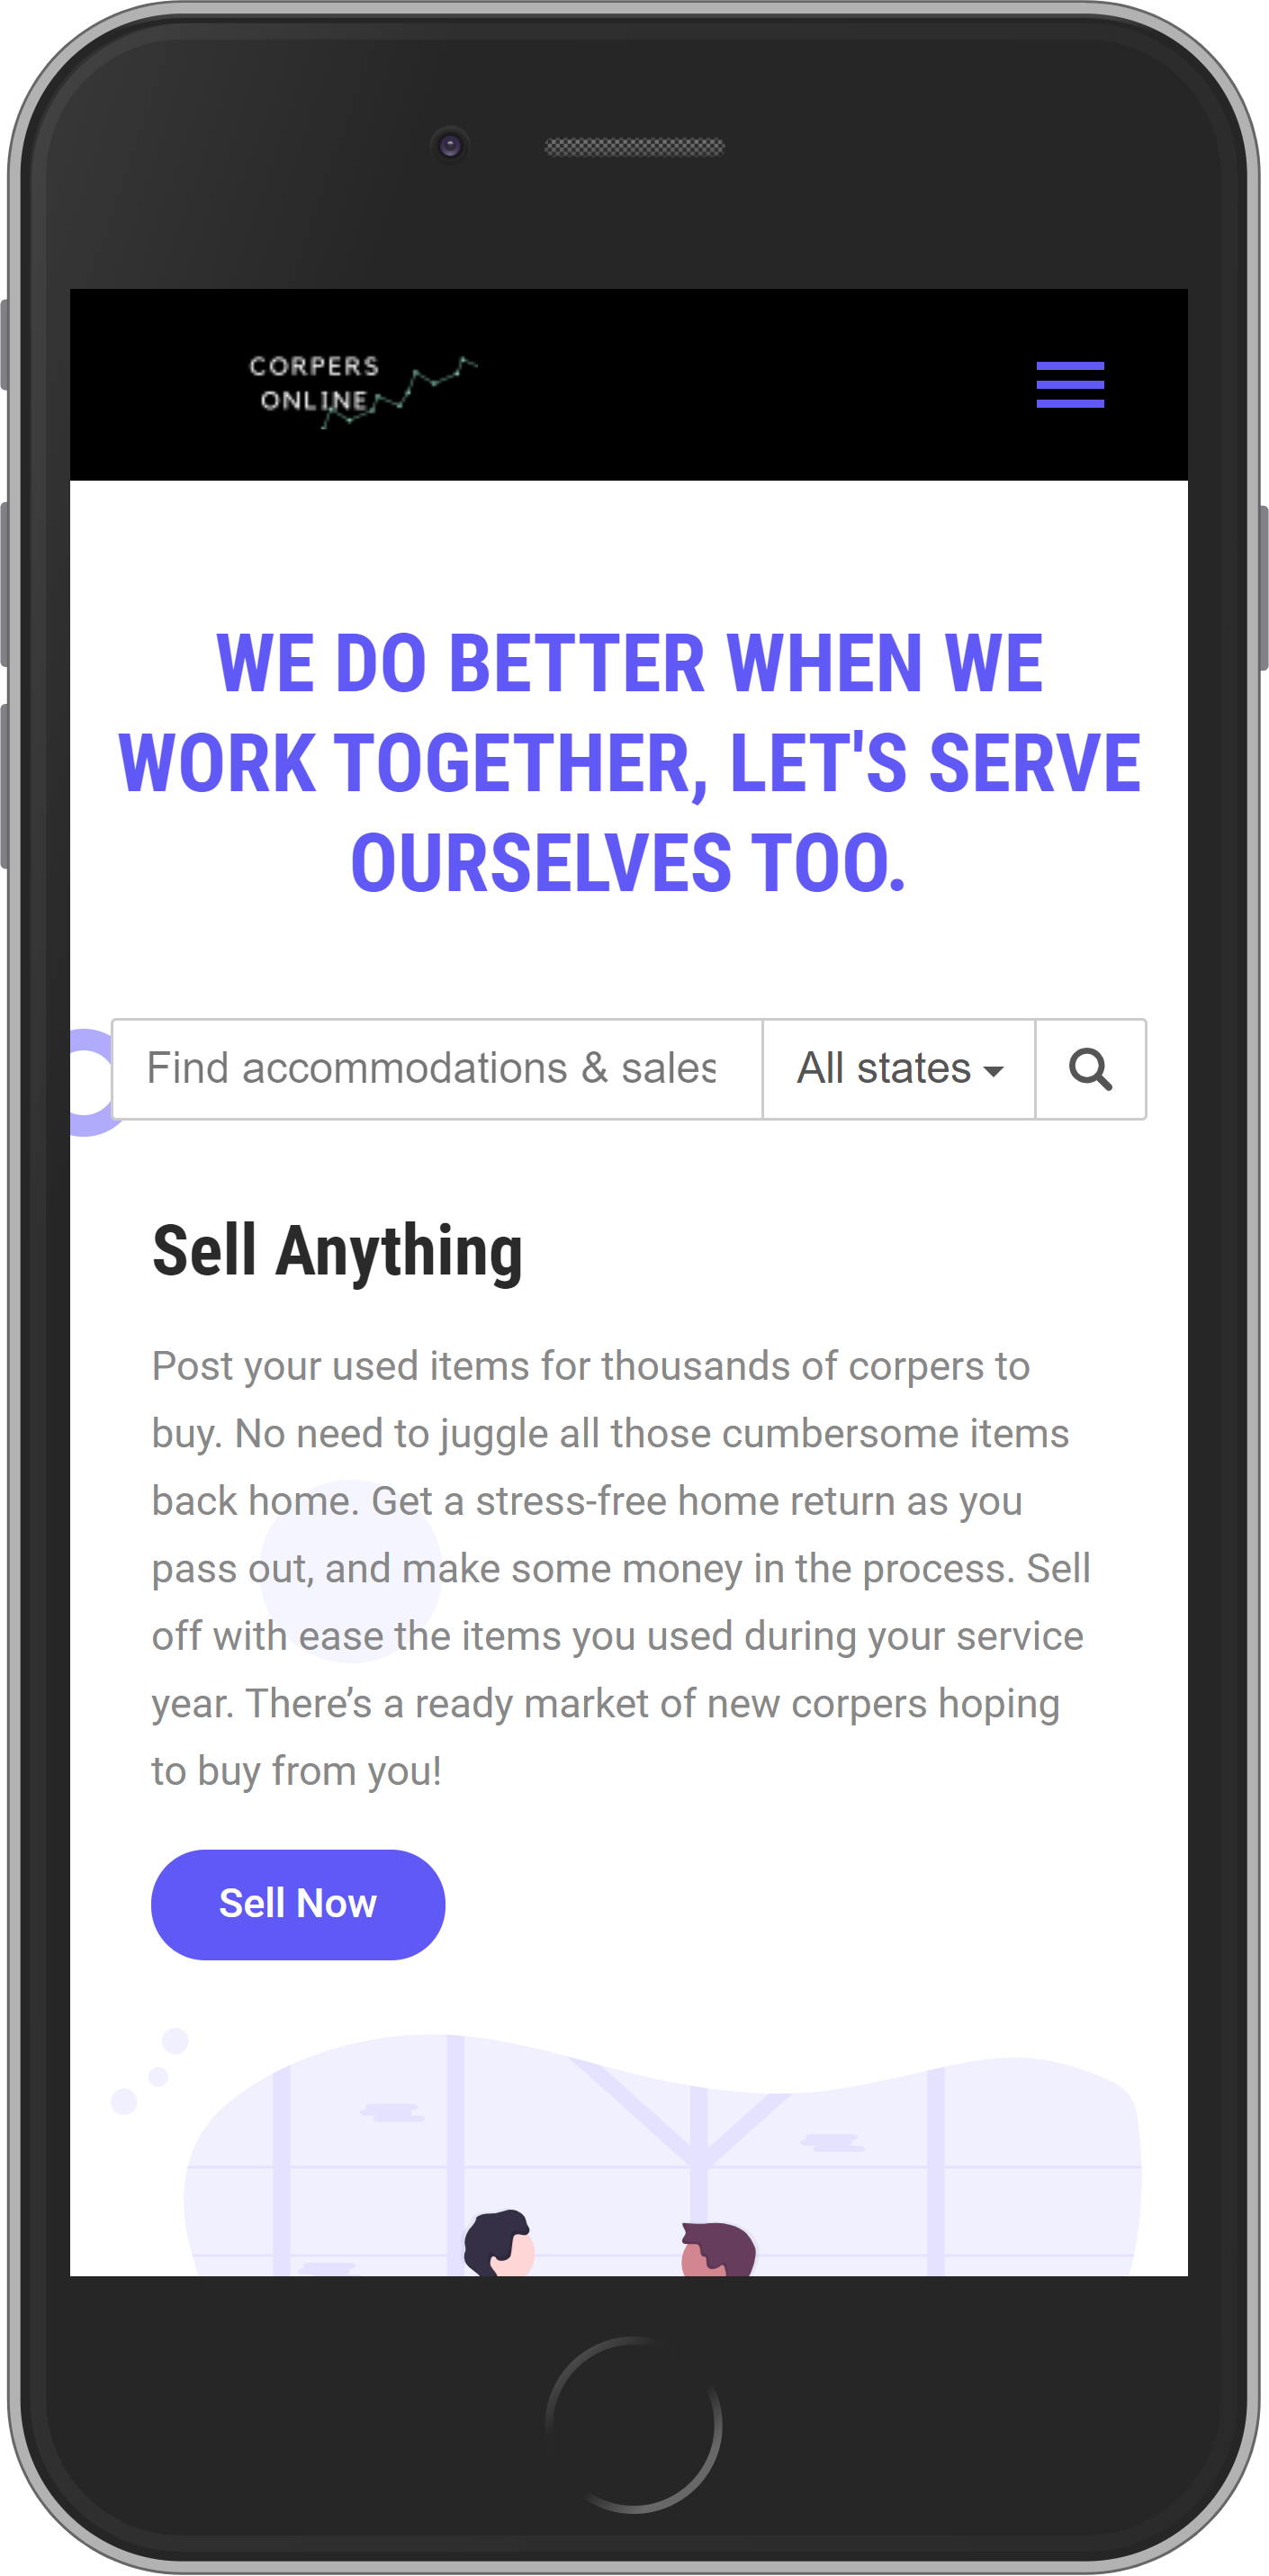 CORPERS
ONLINE
WE DO BETTER WHEN WE
WORK TOGETHER, LET'S SERVE
OURSELVES TOO.
Find accommodations & sales
All states
Sell Anything
Post your used items for thousands of corpers to
buy. No need to juggle all those cumbersome items
back home. Get a stress-free home return as you
pass out, and make some money in the process. Sell
off with ease the items you used during your service
year. There’s a ready market of new corpers hoping
to buy from you!
Sell Now